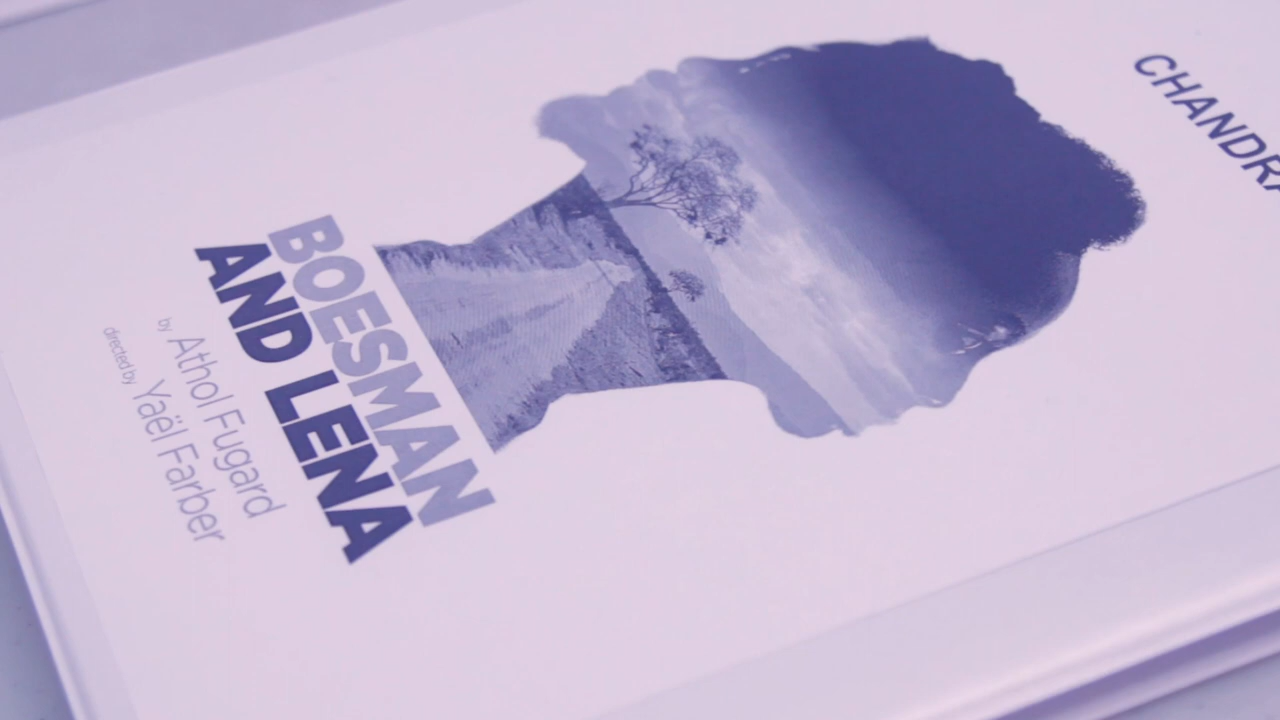 CHANDRA
BOESMAN
AND LENA
by Athol Fugard
directed by Yaël Farber